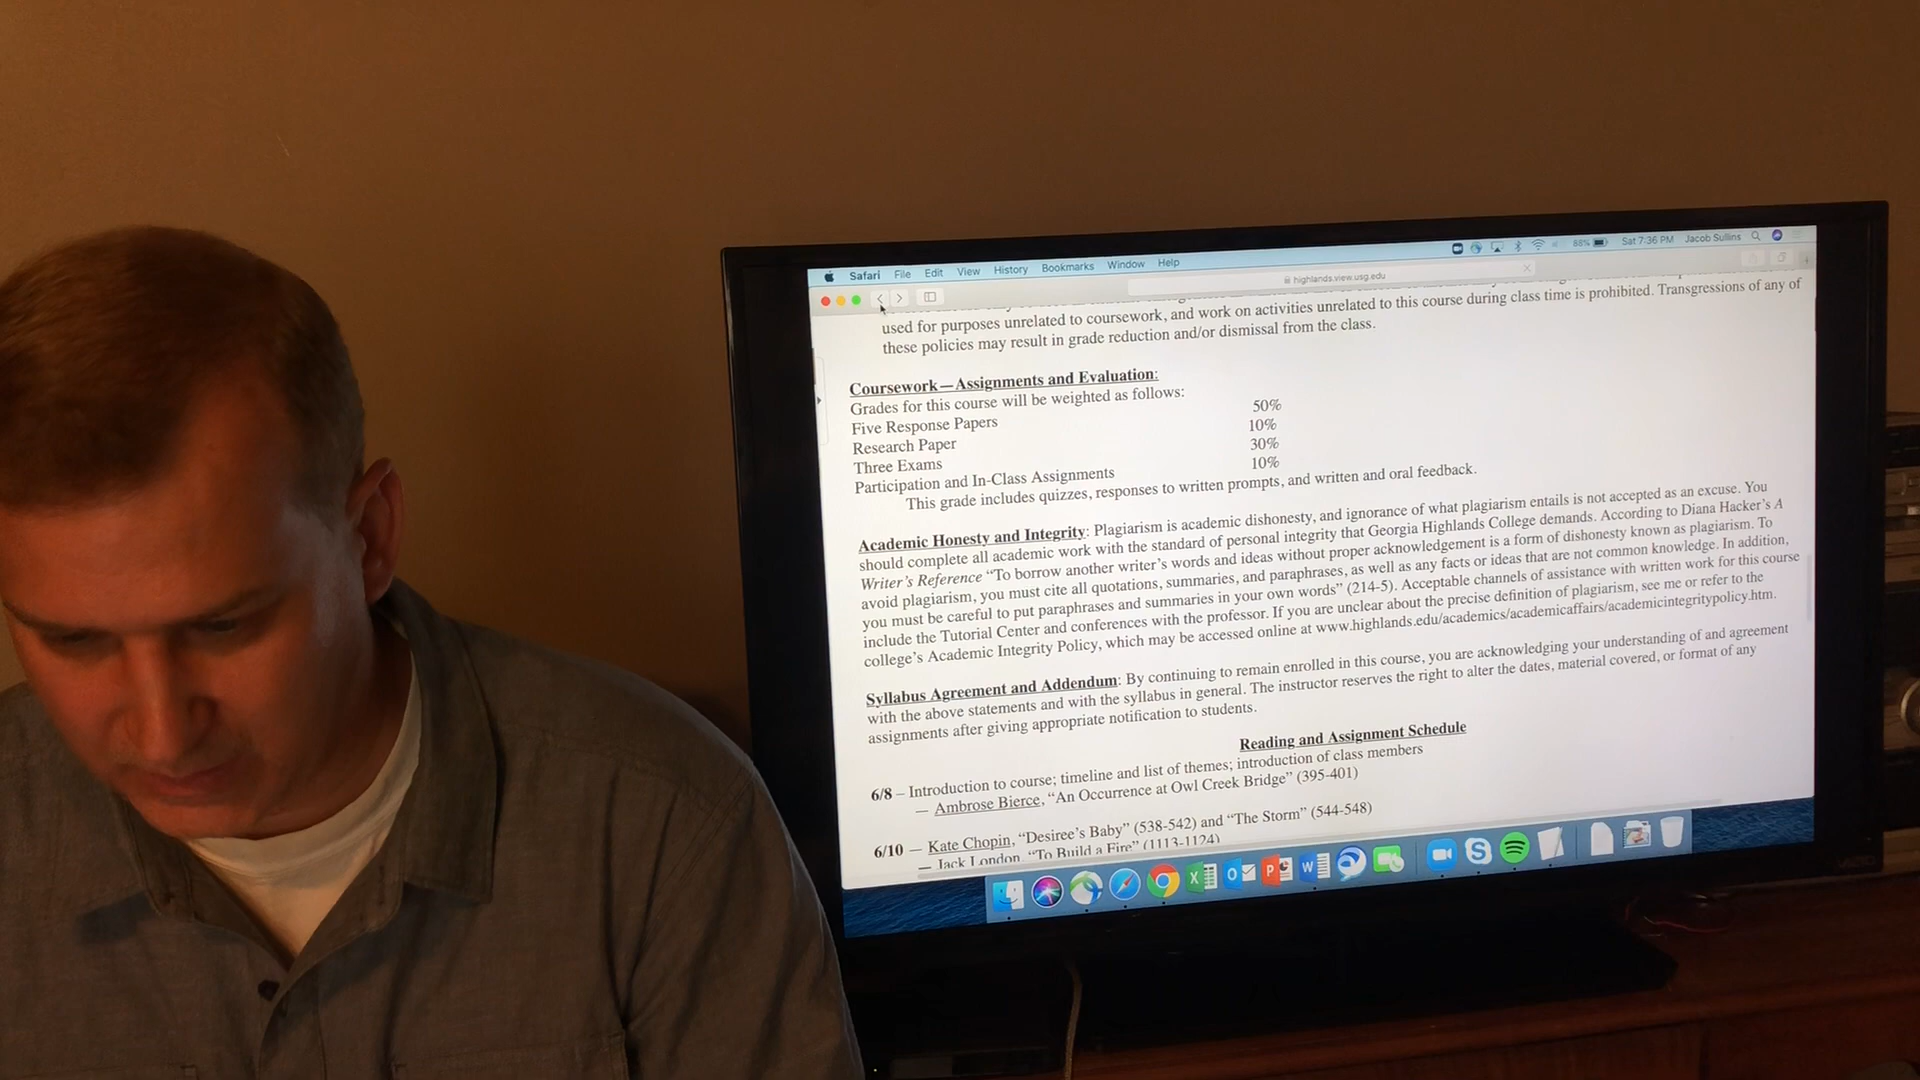 Safari File Edit View History Bookmarks Window Help 88% Sat 7:36 PM Jacob Sullins
highlands.view.usg.edu
used for purposes unrelated to coursework, and work on activities unrelated to this course during class time is prohibited. Transgressions of any of
these policies may result in grade reduction and/or dismissal from the class.
Coursework—Assignments and Evaluation:
Grades for this course will be weighted as follows:
Five Response Papers 50%
Research Paper 10%
Three Exams 30%
Participation and In-Class Assignments 10%
This grade includes quizzes, responses to written prompts, and written and oral feedback.
Academic Honesty and Integrity: Plagiarism is academic dishonesty, and ignorance of what plagiarism entails is not accepted as an excuse. You
should complete all academic work with the standard of personal integrity that Georgia Highlands College demands. According to Diana Hacker's A
Writer's Reference “To borrow another writer's words and ideas without proper acknowledgement is a form of dishonesty known as plagiarism. To
avoid plagiarism, you must cite all quotations, summaries, and paraphrases, as well as any facts or ideas that are not common knowledge. In addition,
you must be careful to put paraphrases and summaries in your own words” (214-5). Acceptable channels of assistance with written work for this course
include the Tutorial Center and conferences with the professor. If you are unclear about the precise definition of plagiarism, see me or refer to the
college's Academic Integrity Policy, which may be accessed online at www.highlands.edu/academics/academicaffairs/academicintegritypolicy.htm.
Syllabus Agreement and Addendum: By continuing to remain enrolled in this course, you are acknowledging your understanding of and agreement
with the above statements and with the syllabus in general. The instructor reserves the right to alter the dates, material covered, or format of any
assignments after giving appropriate notification to students.
Reading and Assignment Schedule
6/8 – Introduction to course; timeline and list of themes; introduction of class members
— Ambrose Bierce, “An Occurrence at Owl Creek Bridge” (395-401)
6/10 — Kate Chopin, “Desiree's Baby” (538-542) and “The Storm” (544-548)
— Jack London, “To Build a Fire” (1113-1124)